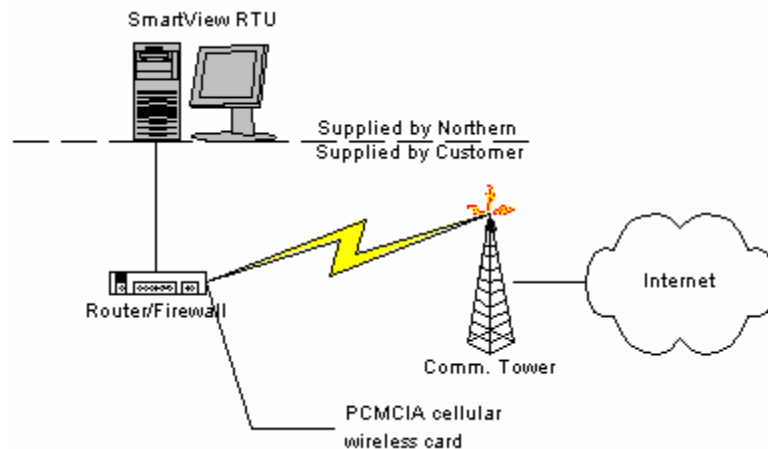 SmartView RTU
Supplied by Northern
Supplied by Customer
Router/Firewall
Internet
Comm. Tower
PCMCIA cellular
wireless card